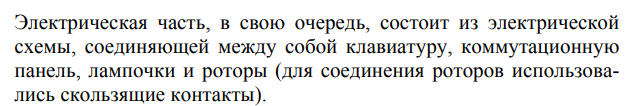 Электрическая часть, в свою очередь, состоит из электрической
схемы, соединяющей между собой клавиатуру, коммутационную
панель, лампочки и роторы (для соединения роторов использова-
лись скользящие контакты).